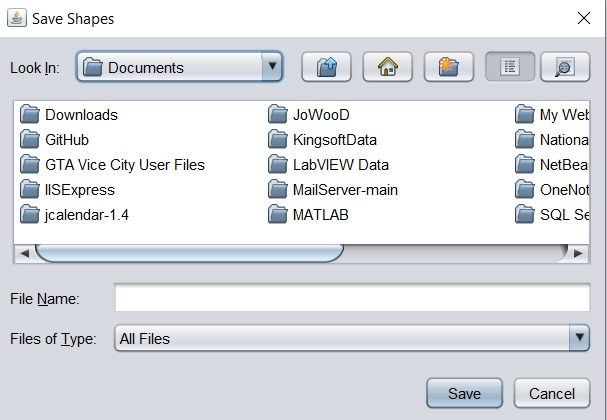 Save Shapes
Look In: Documents
Downloads JoWooD My Web
GitHub KingsoftData Nationa
GTA Vice City User Files LabVIEW Data NetBea
IISExpress MailServer-main OneNot
jcalendar-1.4 MATLAB SQL Se
File Name:
Files of Type: All Files
Save Cancel